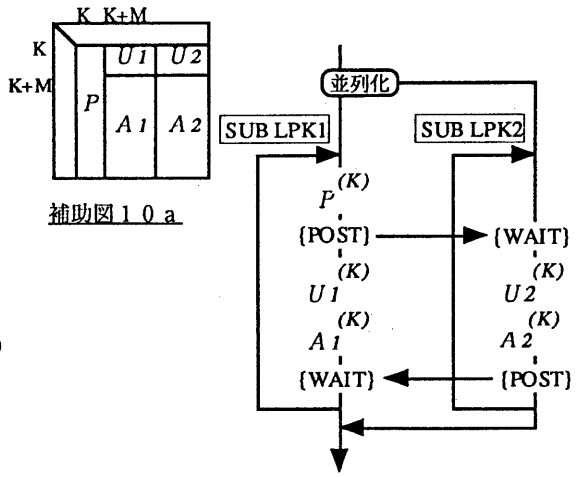 K K+M
K
K+M
U1 U2
P
A1 A2
補助図10a
並列化
SUB LPK1 SUB LPK2
P(K)
{POST} {WAIT}
U1(K) U2(K)
A1(K) A2(K)
{WAIT} {POST}